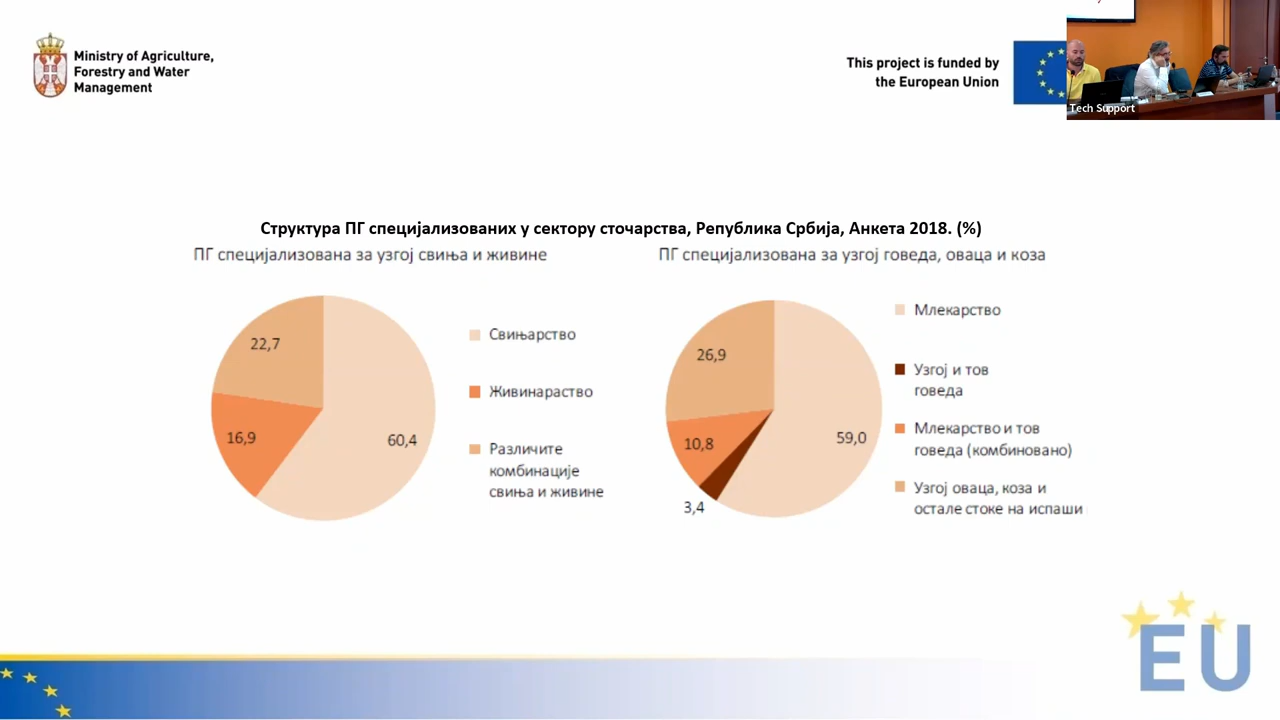 Ministry of Agriculture,
Forestry and Water
Management
This project is funded by
the European Union
Tech Support
Структура ПГ специјализованих у сектору сточарства, Република Србија, Анкета 2018. (%)
ПГ специјализована за узгој свиња и живине
22,7
16,9
60,4
Свињарство
Живинараство
Различите
комбинације
свиња и живине
ПГ специјализована за узгој говеда, оваца и коза
26,9
10,8
3,4
59,0
Млекарство
Узгој и тов
говеда
Млекарство и тов
говеда (комбиновано)
Узгој оваца, коза и
остале стоке на испаши
EU